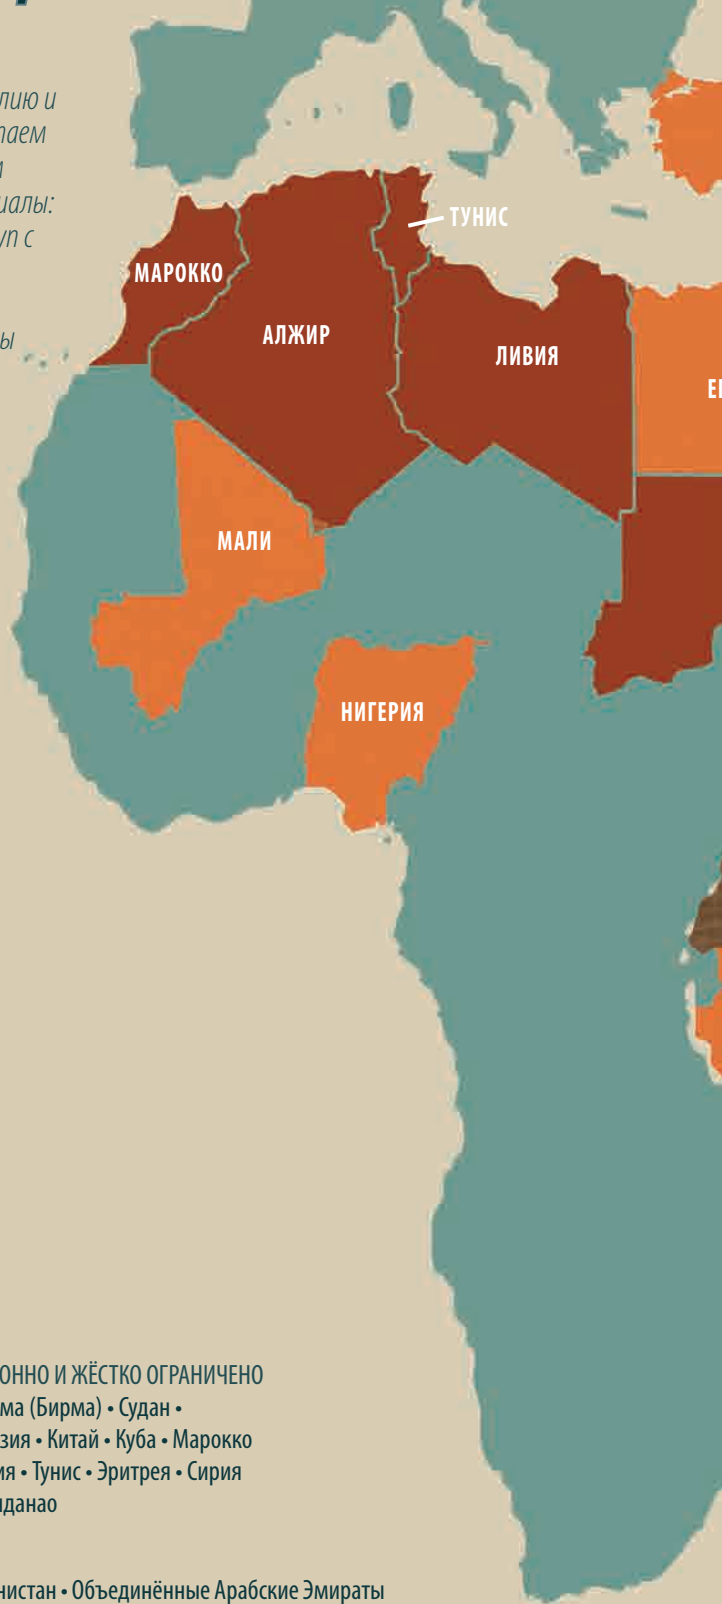 лию и
таем
иалы:
уп с
ы
ТУНИС
МАРОККО
АЛЖИР
ЛИВИЯ
МАЛИ
НИГЕРИЯ
ОННО И ЖЁСТКО ОГРАНИЧЕНО
ма (Бирма) • Судан •
зия • Китай • Куба • Марокко
ия • Тунис • Эритрея • Сирия
данао
нистан • Объединённые Арабские Эмираты